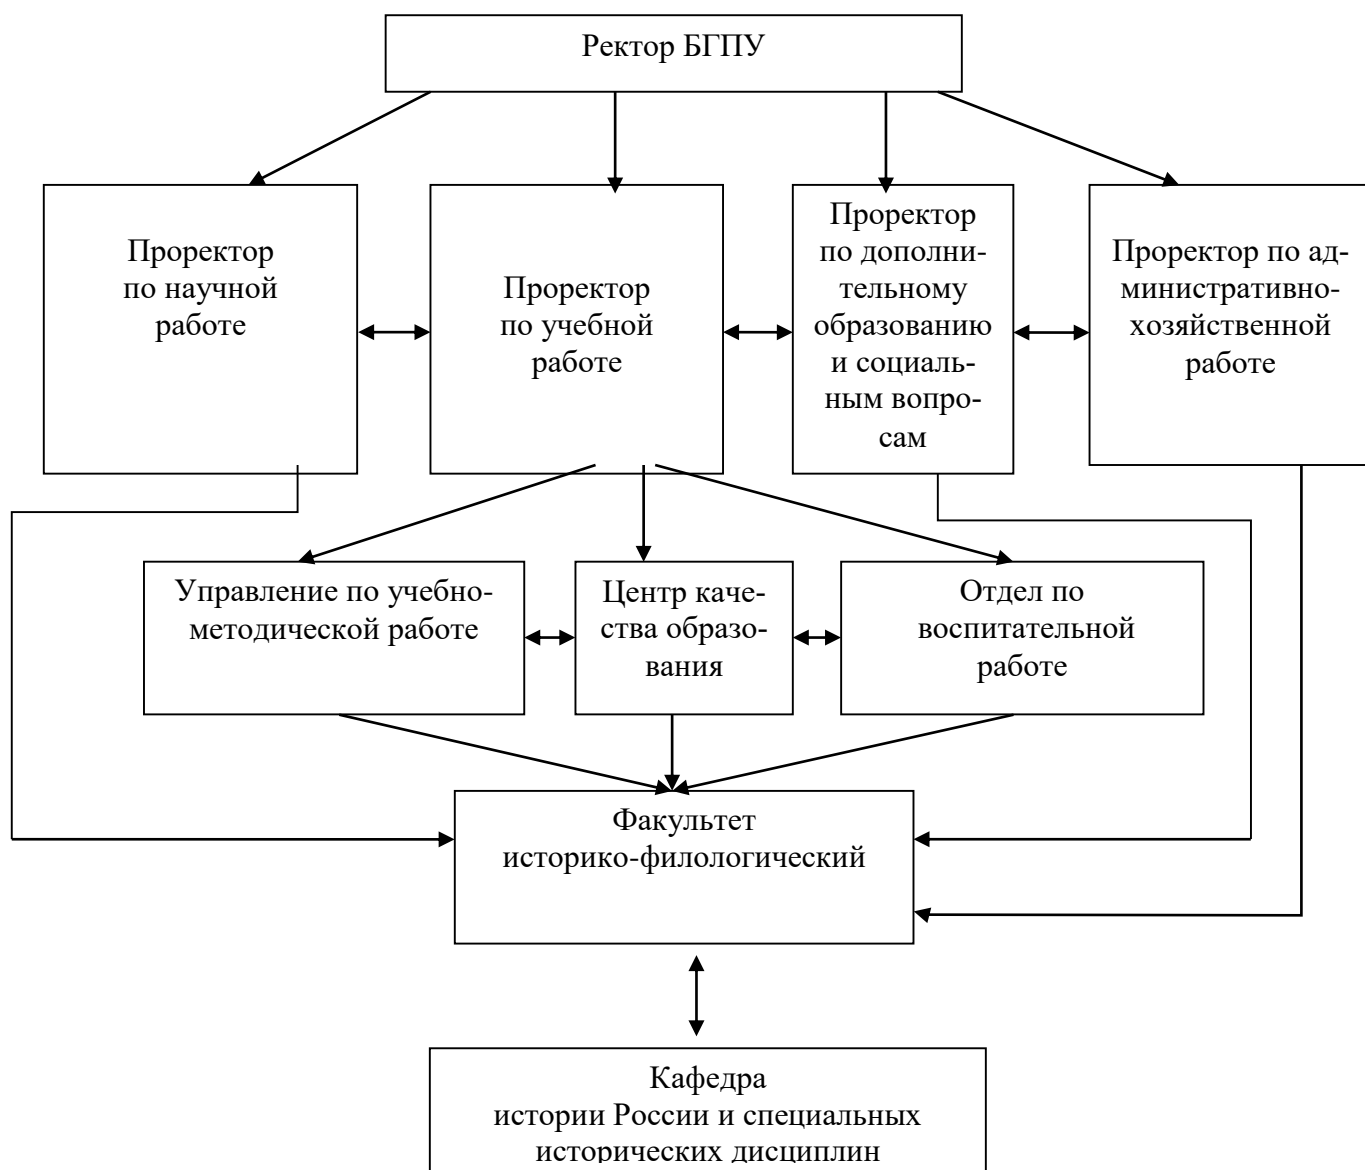 Ректор БГПУ
Проректор
по научной
работе
Проректор
по учебной
работе
Проректор
по дополни-
тельному
образованию
и социаль-
ным вопро-
сам
Проректор по ад-
министративно-
хозяйственной
работе
Управление по учебно-
методической работе
Центр каче-
ства образо-
вания
Отдел по
воспитательной
работе
Факультет
историко-филологический
Кафедра
истории России и специальных
исторических дисциплин